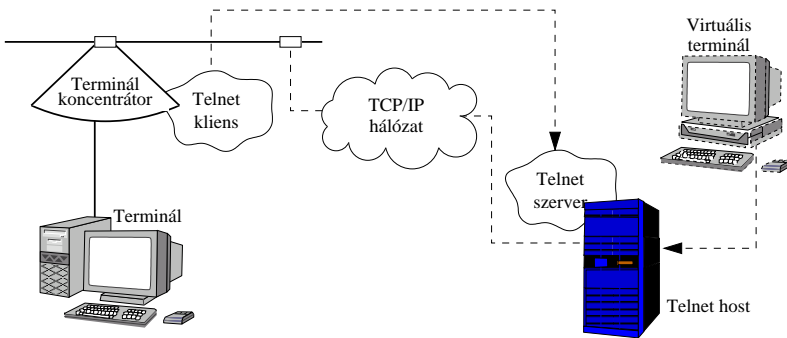 Virtuális
terminál
Terminál
koncentrátor
Telnet
kliens
TCP/IP
hálózat
Telnet
szerver
Terminál
Telnet host